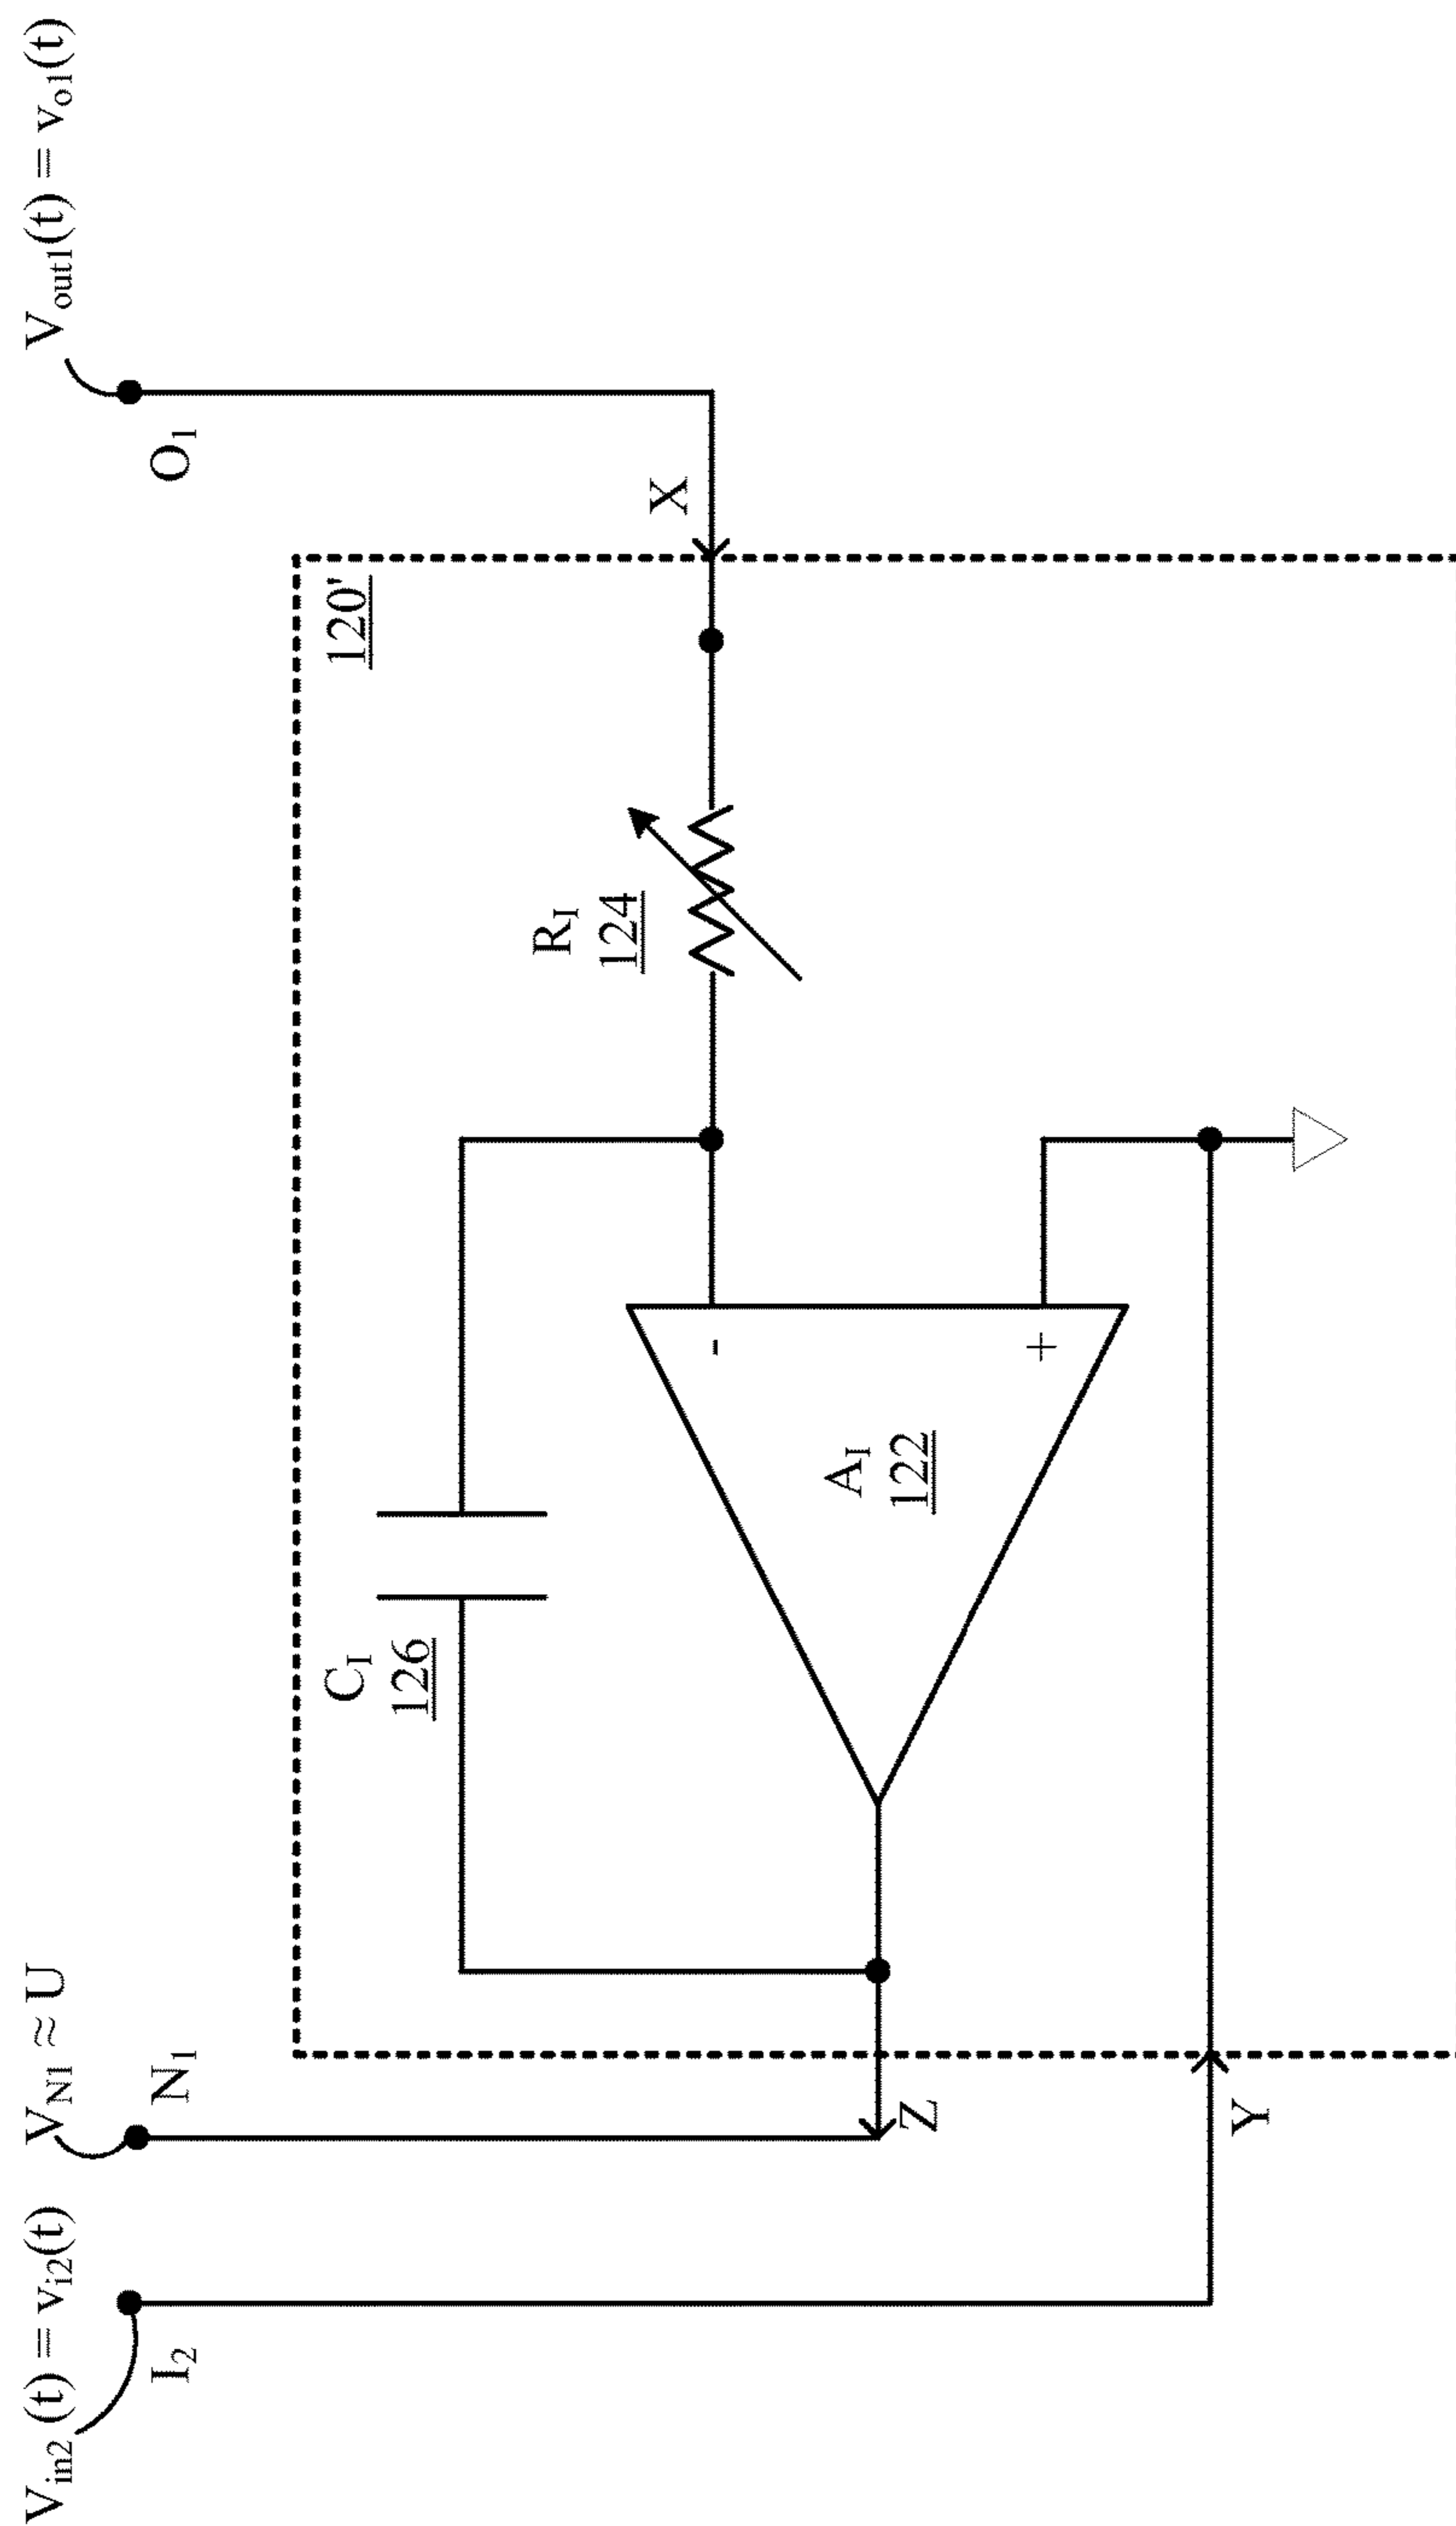 V_in2 (t) = v_i2(t)
V_N1 ≈ U
V_out1(t) = v_o1(t)
I_2
N_1
O_1
120'
C_I
126
R_I
124
X
-
+
A_I
122
Z
Y